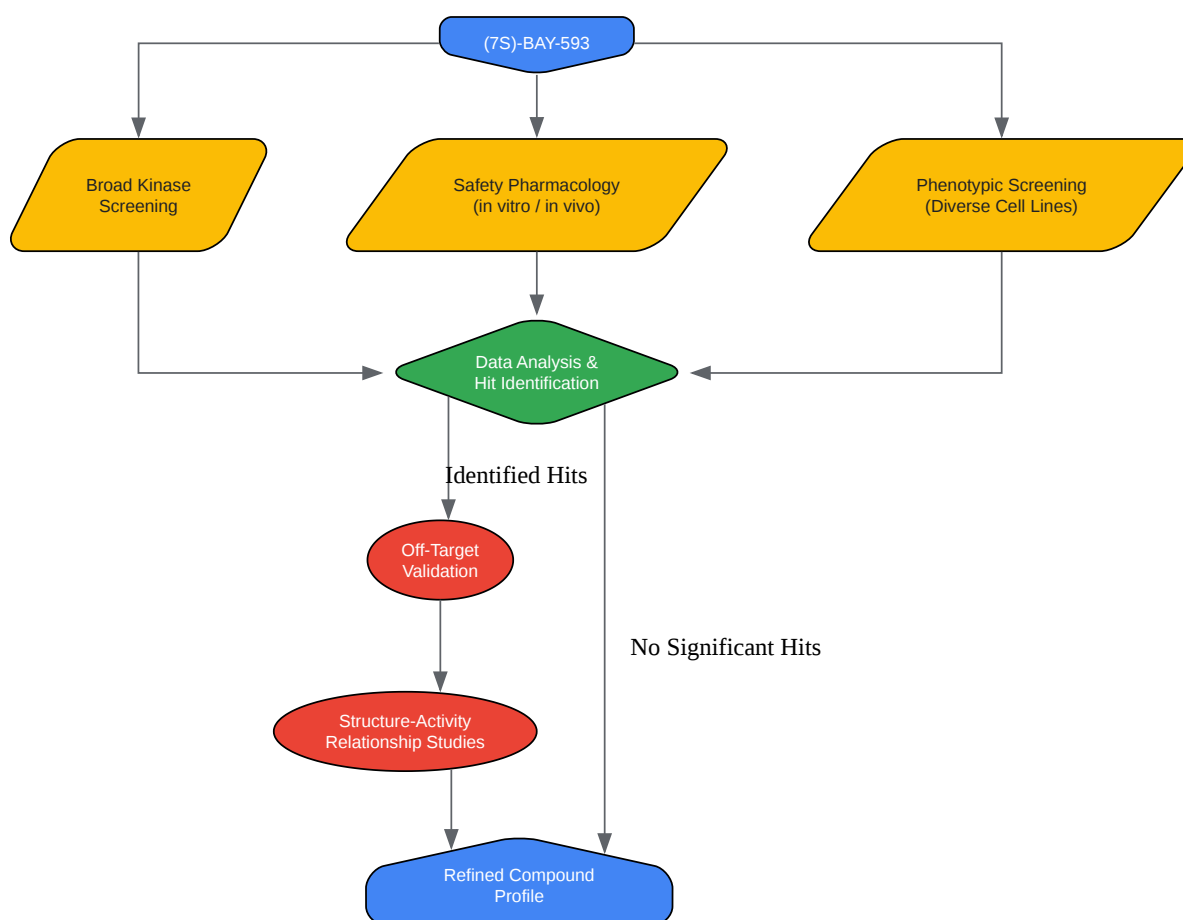 (7S)-BAY-593
Broad Kinase
Screening
Safety Pharmacology
(in vitro / in vivo)
Phenotypic Screening
(Diverse Cell Lines)
Data Analysis &
Hit Identification
Identified Hits
Off-Target
Validation
No Significant Hits
Structure-Activity
Relationship Studies
Refined Compound
Profile